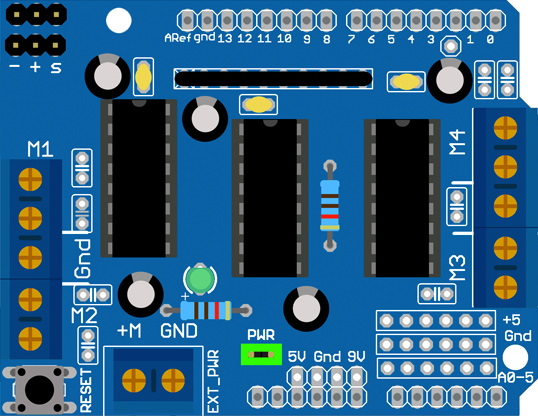 ARef gnd 13 12 11 10 9 8 7 6 5 4 3 1 0
- + s
M1
M4
Gnd
M3
M2
+M GND
EXT_PWR
RESET
PWR
5V Gnd 9V
+5
Gnd
A0-5
+